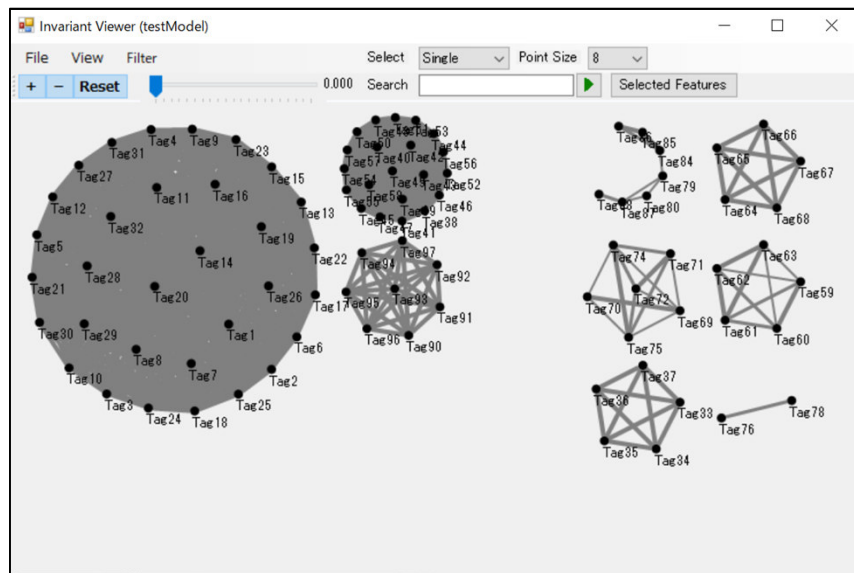 Invariant Viewer (testModel)
File View Filter Select Single Point Size 8
+ − Reset 0.000 Search Selected Features
Tag4 Tag9
Tag31 Tag23
Tag27 Tag15
Tag11 Tag16
Tag12 Tag13
Tag32 Tag19
Tag5 Tag22
Tag14
Tag28
Tag21 Tag20 Tag26 Tag17
Tag30 Tag29 Tag1
Tag6
Tag8
Tag10 Tag7 Tag2
Tag3 Tag25
Tag24 Tag18
Tag53
Tag50 Tag44
Tag40 Tag42
Tag57 Tag56
Tag54 Tag49 Tag52
Tag46
Tag38
Tag41
Tag97
Tag94 Tag92
Tag95 Tag93
Tag91
Tag96 Tag90
Tag85
Tag84
Tag79
Tag87 Tag80
Tag66
Tag65 Tag67
Tag64 Tag68
Tag74 Tag71
Tag70 Tag72
Tag69
Tag75
Tag63
Tag62 Tag59
Tag61 Tag60
Tag37
Tag36 Tag33
Tag35 Tag34
Tag76 Tag78